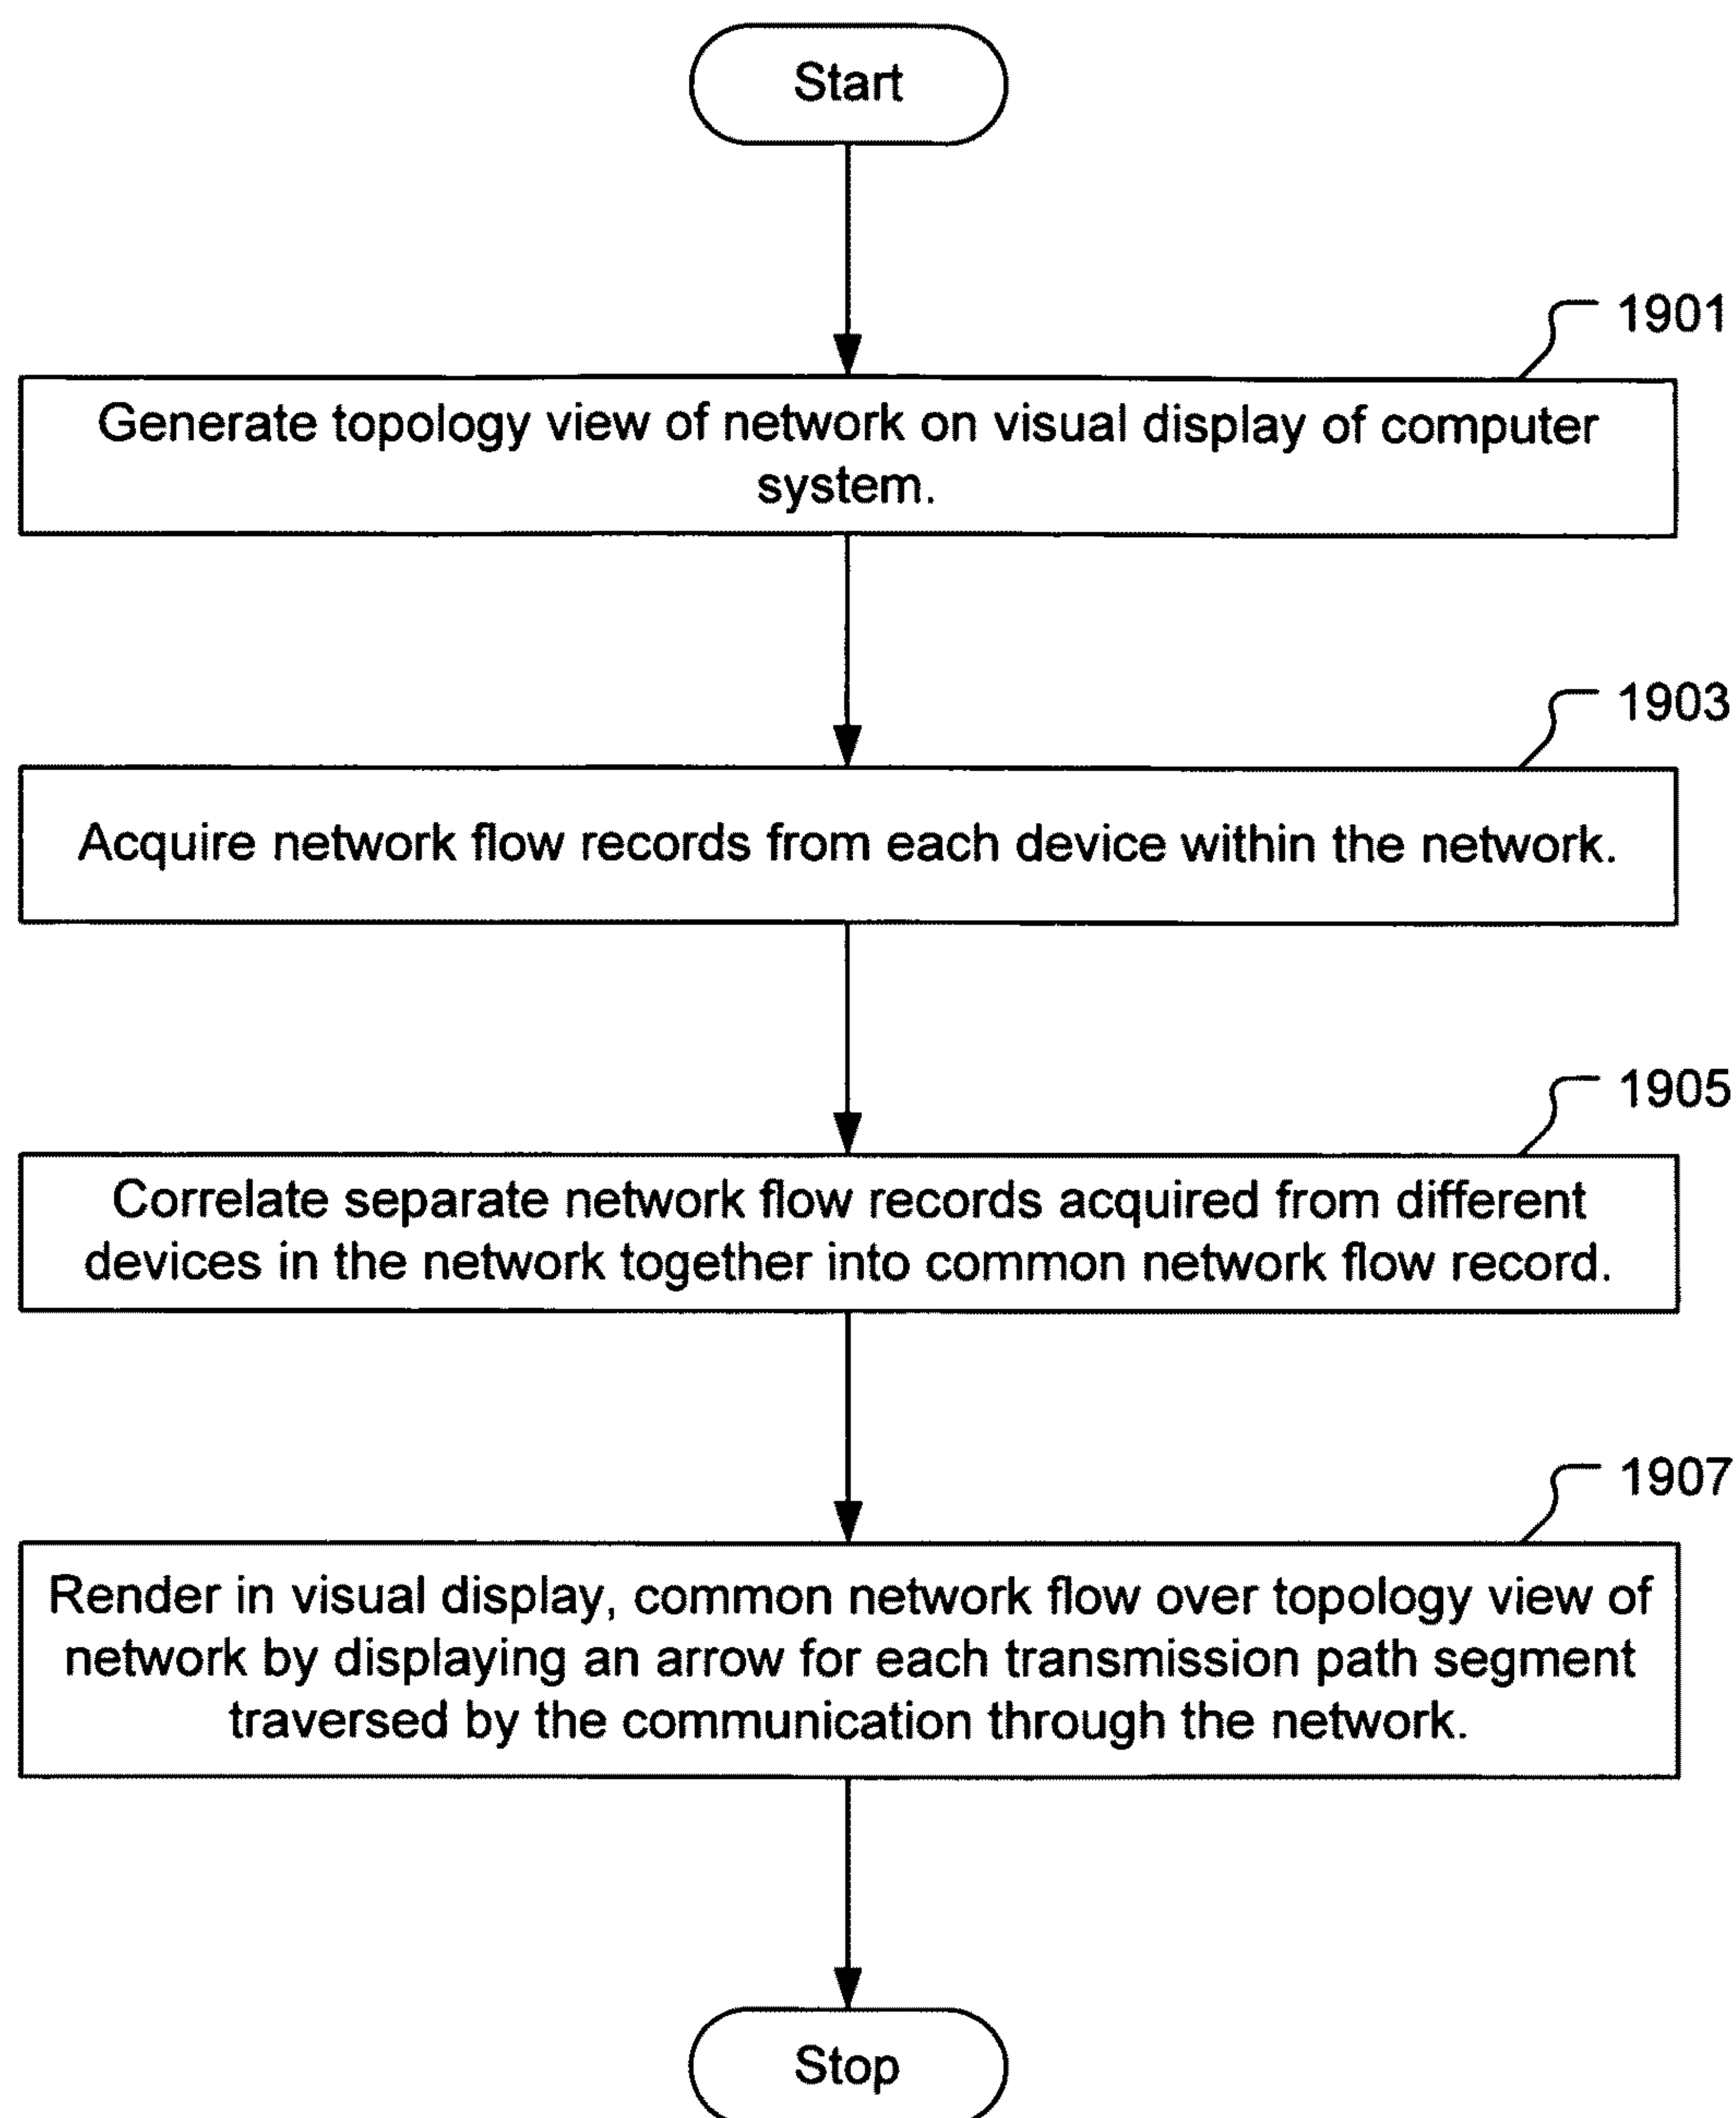 Start
1901
Generate topology view of network on visual display of computer
system.
1903
Acquire network flow records from each device within the network.
1905
Correlate separate network flow records acquired from different
devices in the network together into common network flow record.
1907
Render in visual display, common network flow over topology view of
network by displaying an arrow for each transmission path segment
traversed by the communication through the network.
Stop